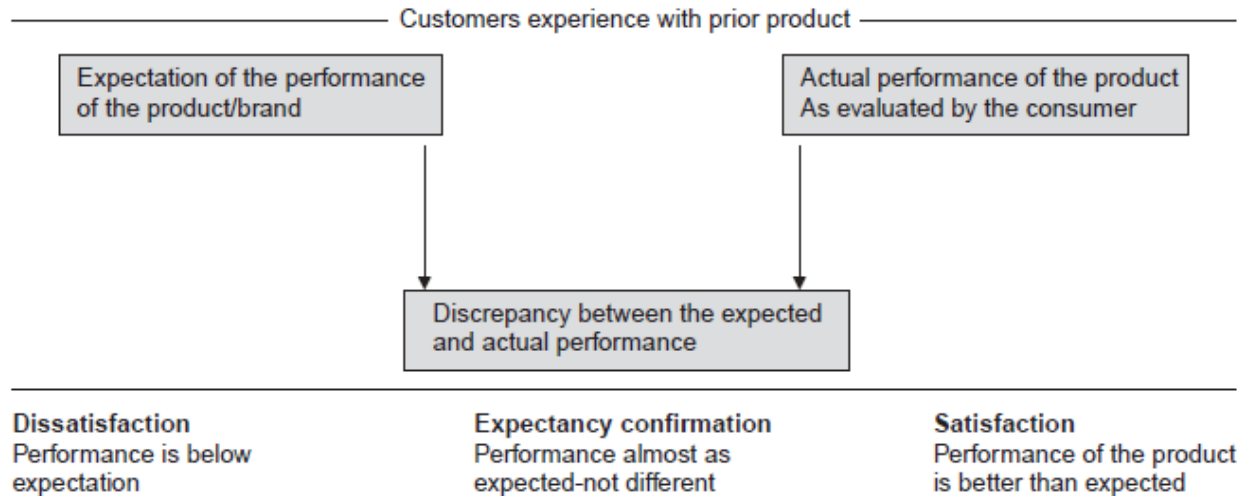 Customers experience with prior product
Expectation of the performance
of the product/brand
Actual performance of the product
As evaluated by the consumer
Discrepancy between the expected
and actual performance
Dissatisfaction
Performance is below
expectation
Expectancy confirmation
Performance almost as
expected-not different
Satisfaction
Performance of the product
is better than expected